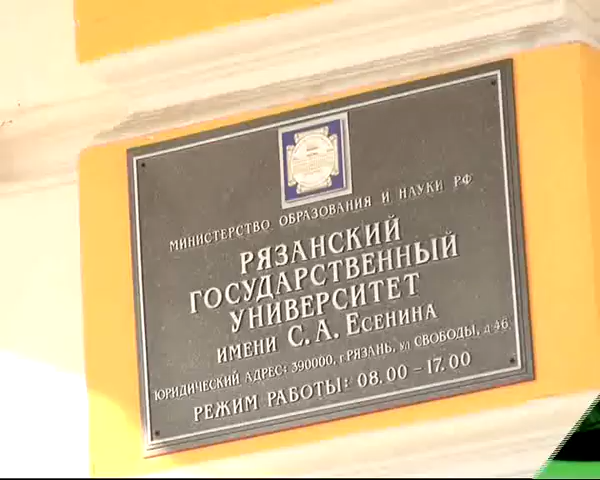 МИНИСТЕРСТВО ОБРАЗОВАНИЯ И НАУКИ РФ
РЯЗАНСКИЙ
ГОСУДАРСТВЕННЫЙ
УНИВЕРСИТЕТ
ИМЕНИ С. А. ЕСЕНИНА
ЮРИДИЧЕСКИЙ АДРЕС: 390000, г. РЯЗАНЬ, ул СВОБОДЫ, д 46
РЕЖИМ РАБОТЫ: 08.00 – 17.00